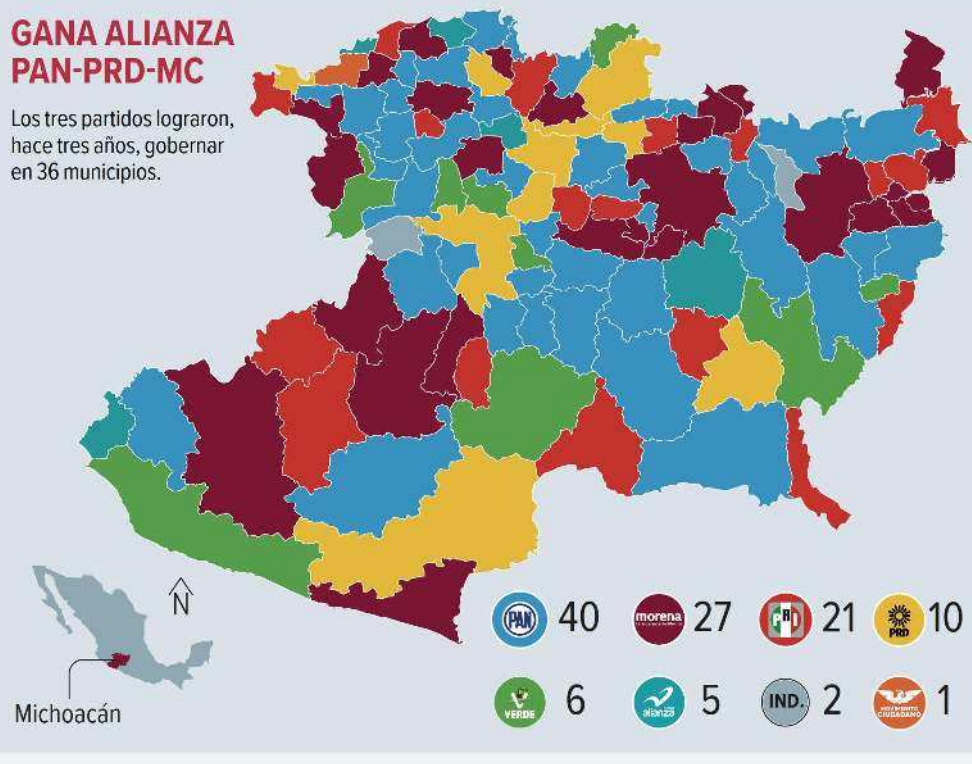 GANA ALIANZA
PAN-PRD-MC
Los tres partidos lograron,
hace tres años, gobernar
en 36 municipios.
N
Michoacán
PAN 40
morena 27
PRI 21
PRD 10
VERDE 6
alianza 5
IND. 2
MOVIMIENTO CIUDADANO 1